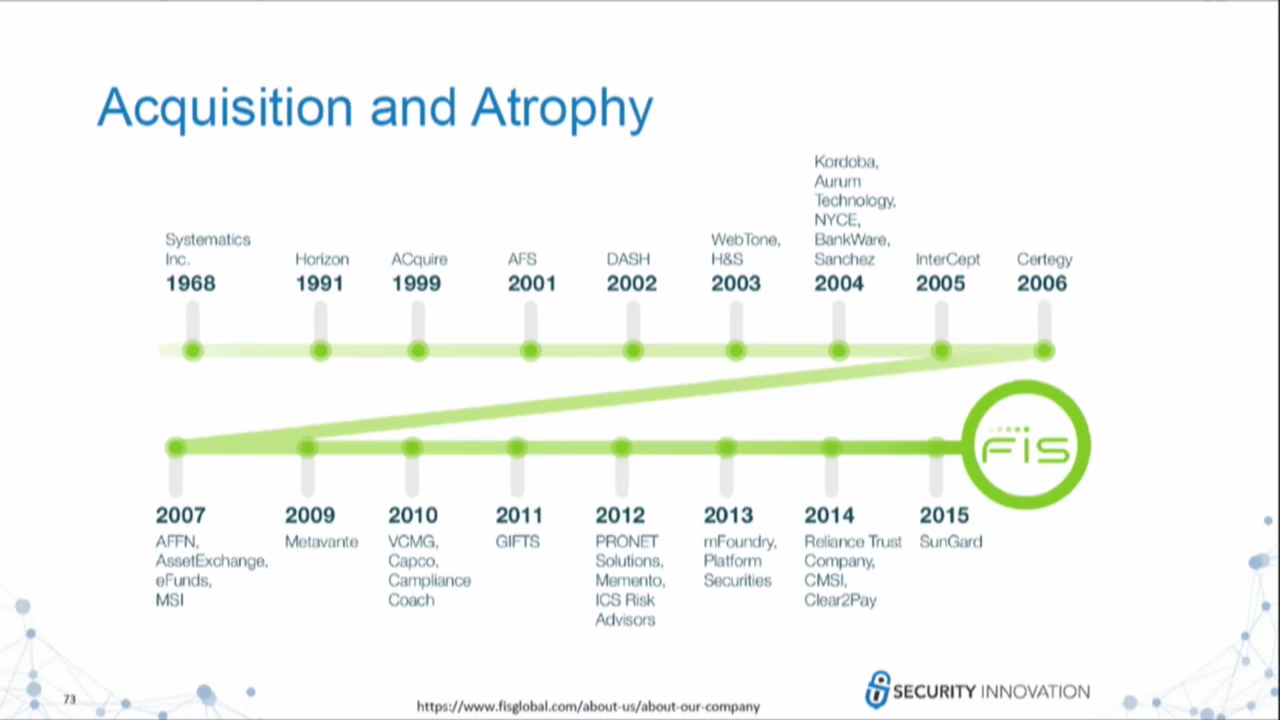 Acquisition and Atrophy
Systematics
Inc.
1968
Horizon
1991
ACquire
1999
AFS
2001
DASH
2002
WebTone,
H&S
2003
Kordoba,
Aurum
Technology,
NYCE,
BankWare,
Sanchez
2004
InterCept
2005
Certegy
2006
FIS
2007
AFFN,
AssetExchange,
eFunds,
MSI
2009
Metavante
2010
VCMG,
Capco,
Campliance
Coach
2011
GIFTS
2012
PRONET
Solutions,
Memento,
ICS Risk
Advisors
2013
mFoundry,
Platform
Securities
2014
Reliance Trust
Company,
CMSI,
Clear2Pay
2015
SunGard
73
https://www.fisglobal.com/about-us/about-our-company
SECURITY INNOVATION